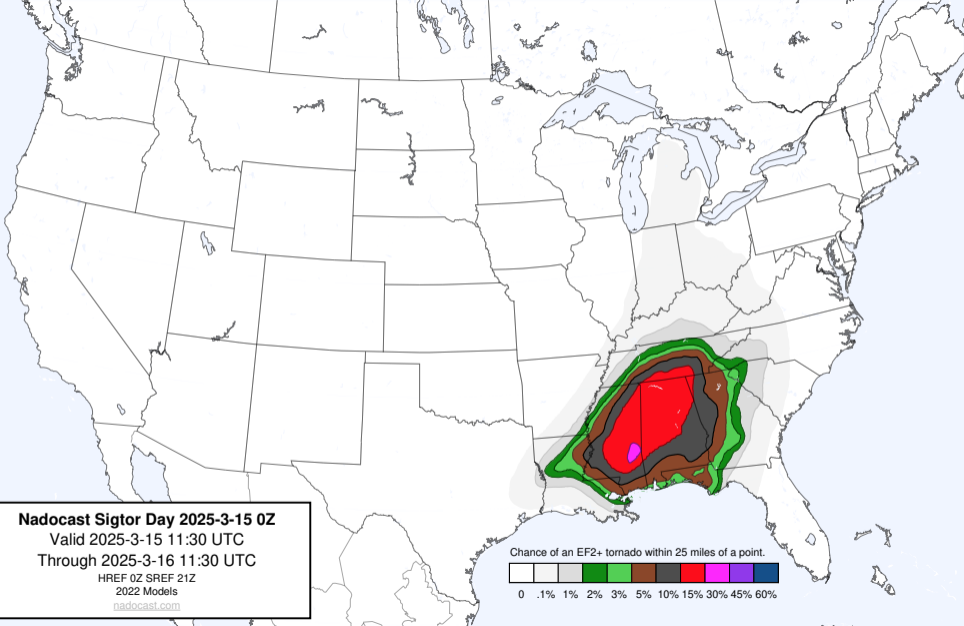 Nadocast Sigtor Day 2025-3-15 0Z
Valid 2025-3-15 11:30 UTC
Through 2025-3-16 11:30 UTC
HREF 0Z SREF 21Z
2022 Models
nadocast.com
Chance of an EF2+ tornado within 25 miles of a point.
0 .1% 1% 2% 3% 5% 10% 15% 30% 45% 60%